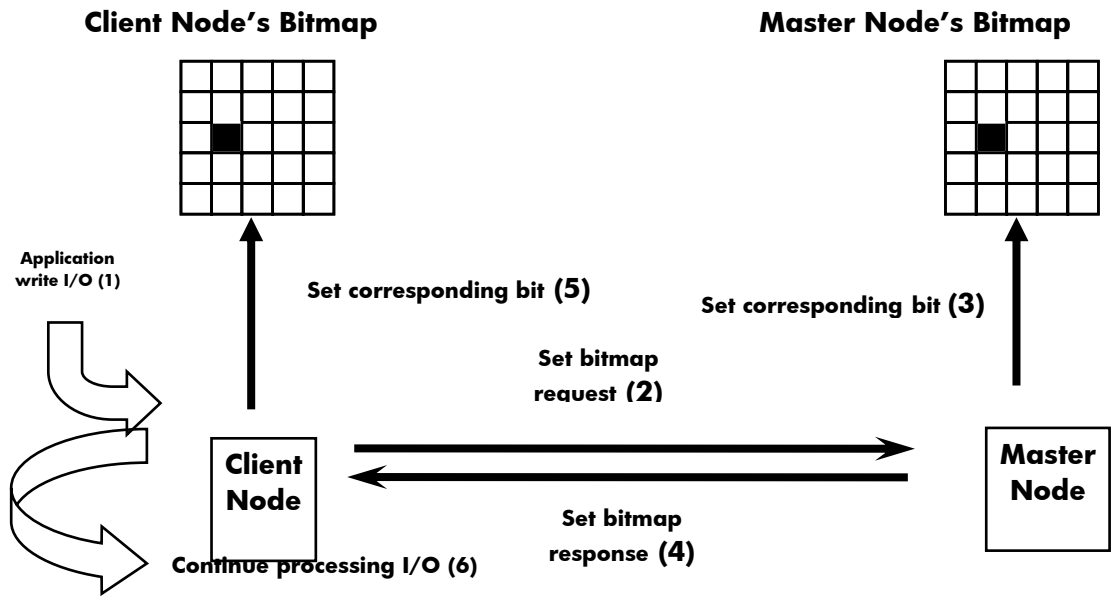 Client Node’s Bitmap
Master Node’s Bitmap
Application
write I/O (1)
Set corresponding bit (5)
Set corresponding bit (3)
Set bitmap
request (2)
Client
Node
Master
Node
Set bitmap
response (4)
Continue processing I/O (6)